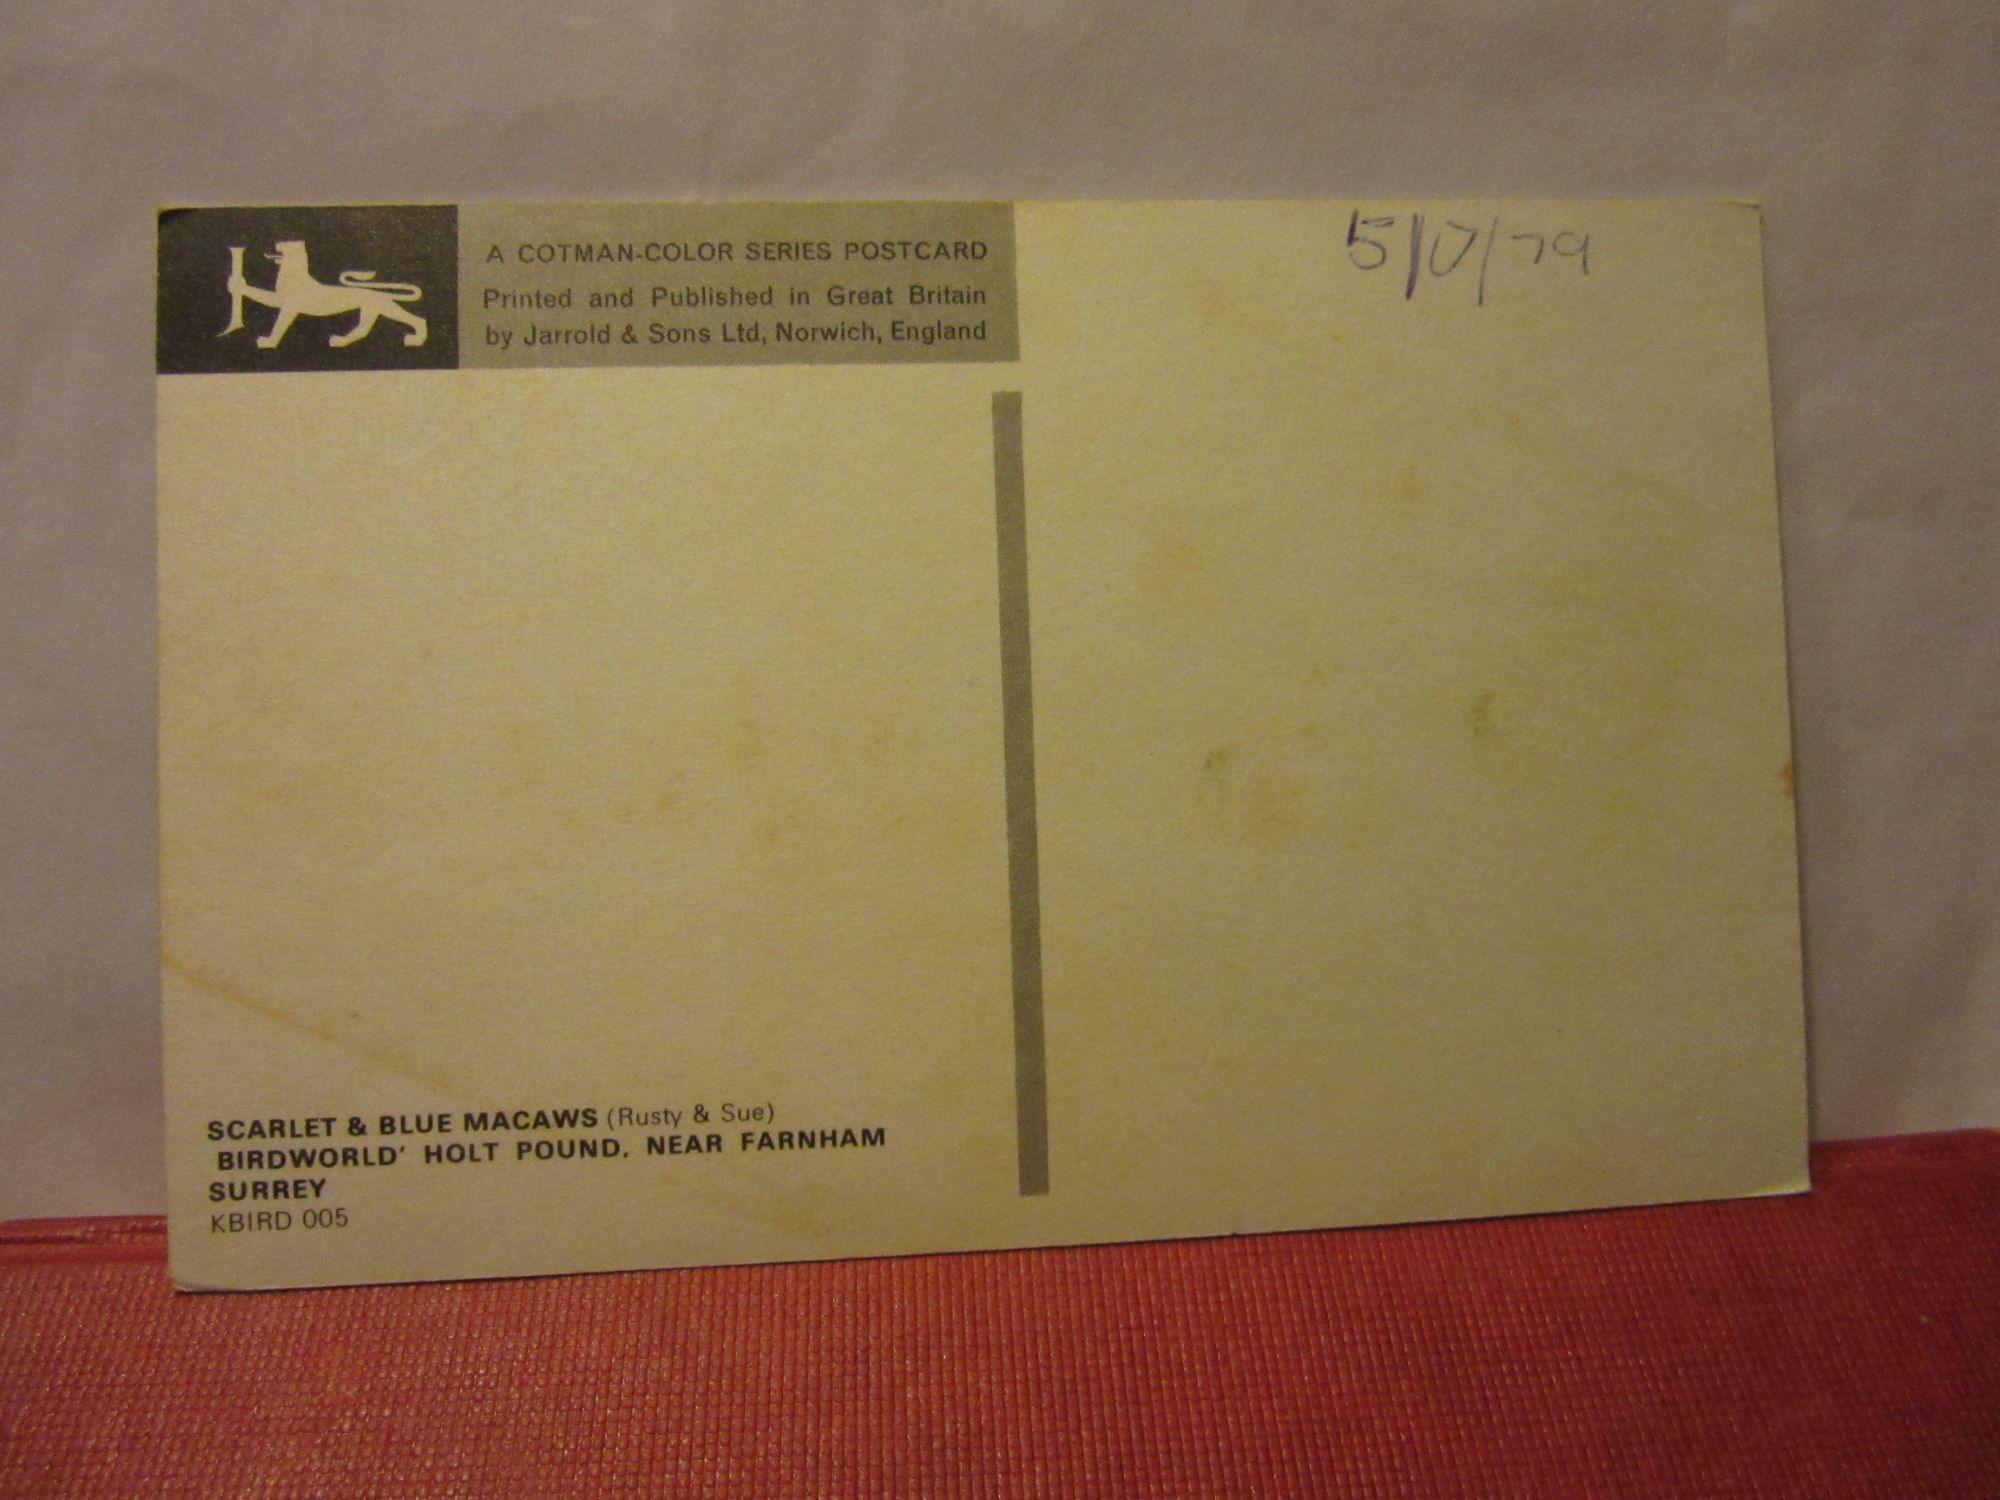 A COTMAN-COLOR SERIES POSTCARD
Printed and Published in Great Britain
by Jarrold & Sons Ltd, Norwich, England
5/10/79
SCARLET & BLUE MACAWS (Rusty & Sue)
BIRDWORLD' HOLT POUND. NEAR FARNHAM
SURREY
KBIRD 005